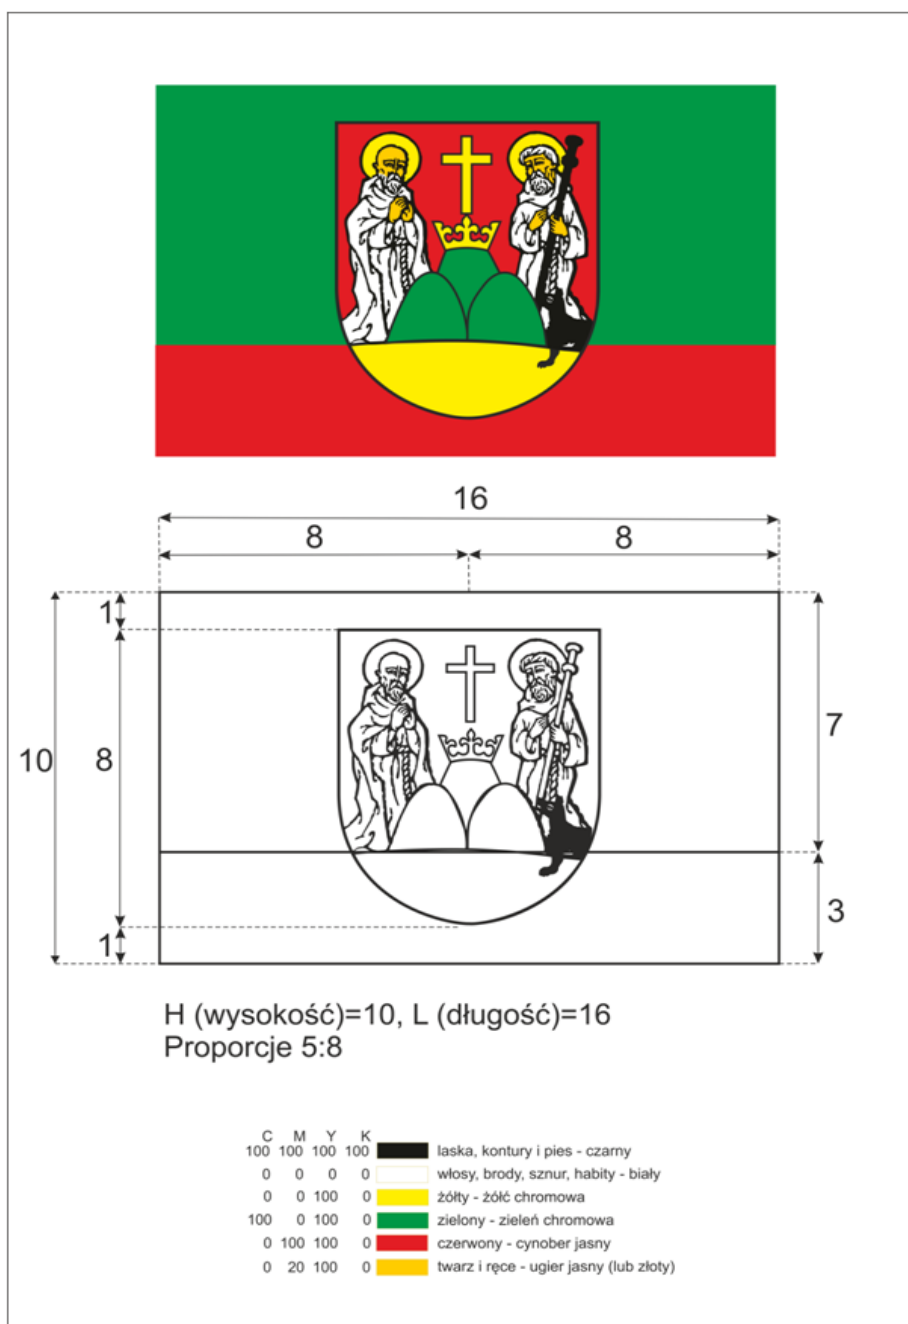 16
8 8
1
10 8 7
1 3
H (wysokość)=10, L (długość)=16
Proporcje 5:8
C M Y K
100 100 100 100 laska, kontury i pies - czarny
0 0 0 0 włosy, brody, sznur, habity - biały
0 0 100 0 żółty - żółć chromowa
100 0 100 0 zielony - zieleń chromowa
0 100 100 0 czerwony - cynober jasny
0 20 100 0 twarz i ręce - ugier jasny (lub złoty)